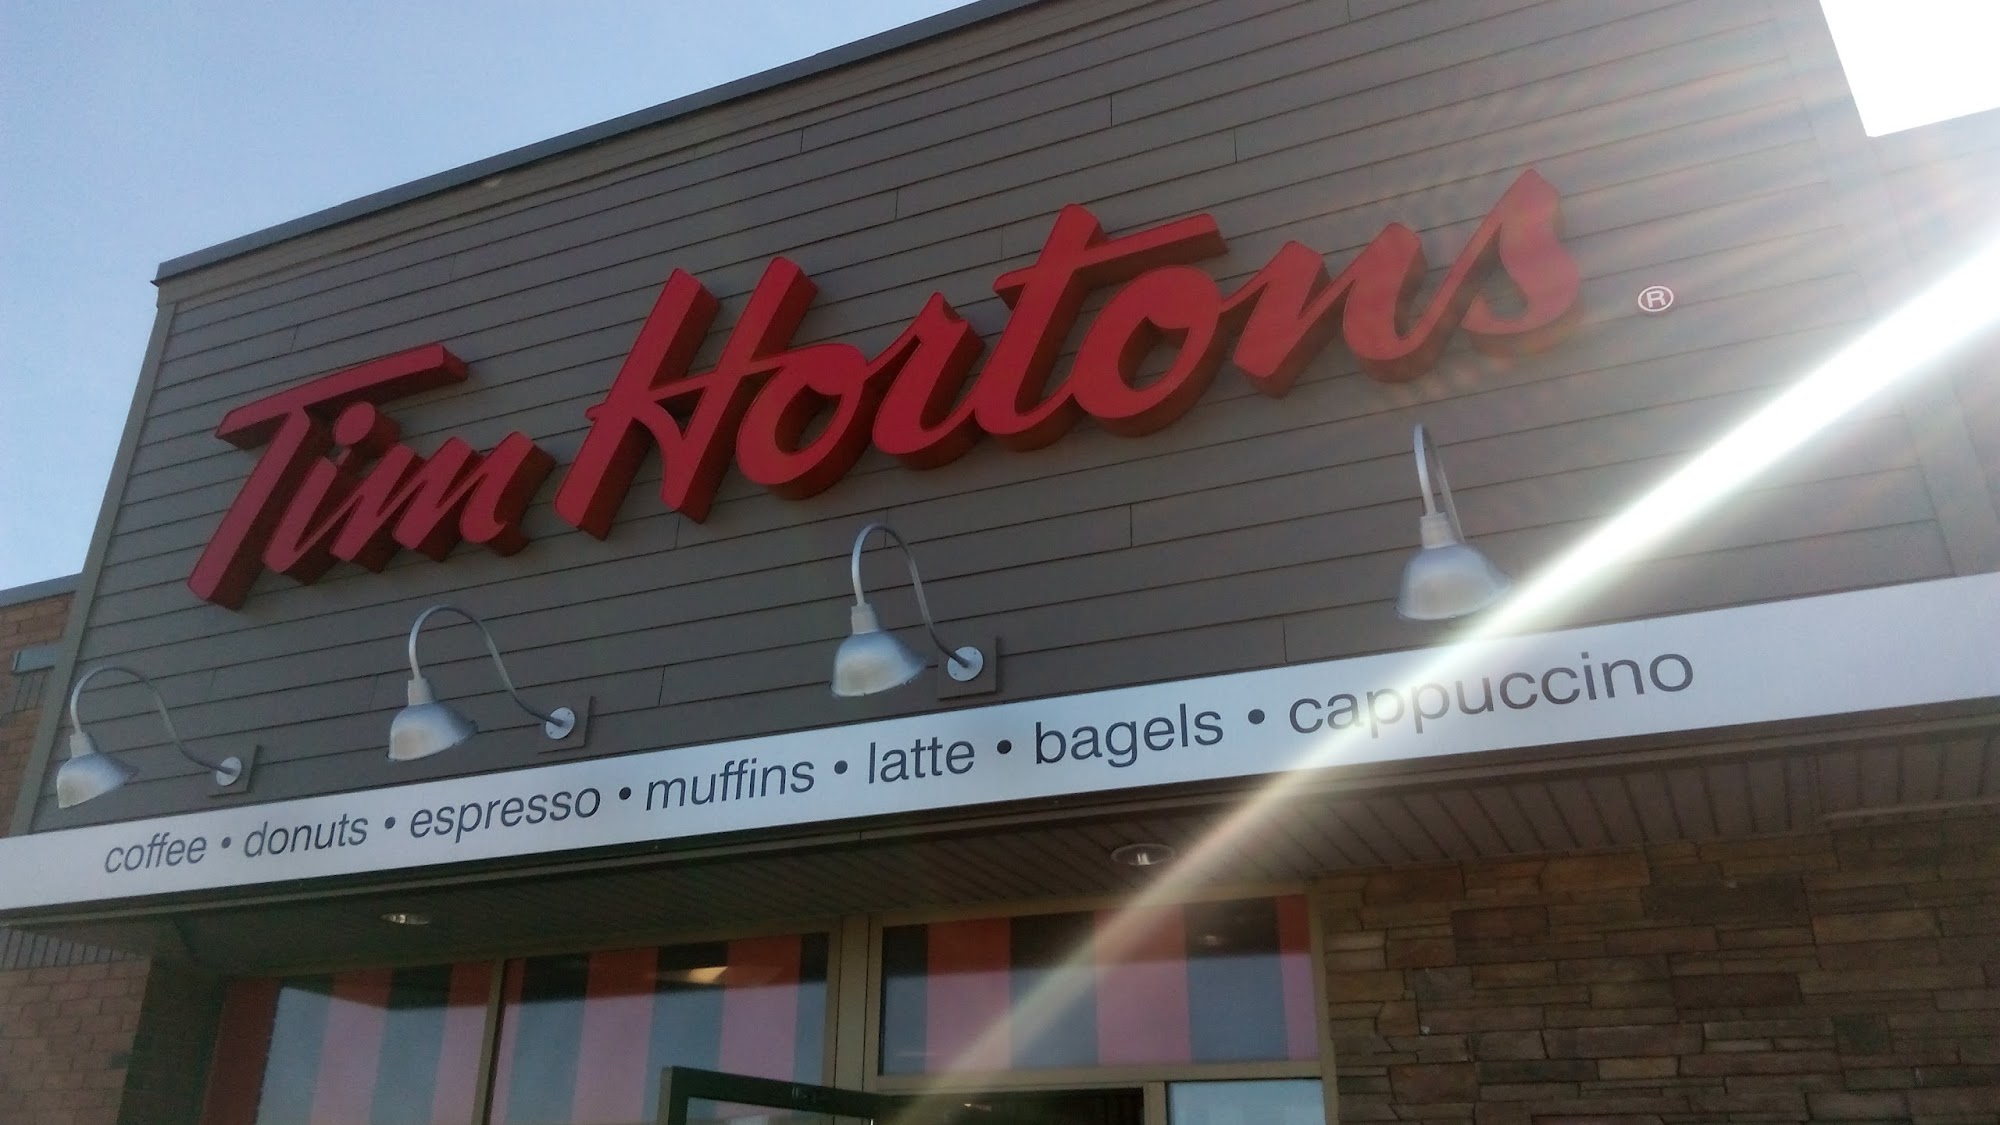 Tim Hortons ®
coffee • donuts • espresso • muffins • latte • bagels • cappuccino